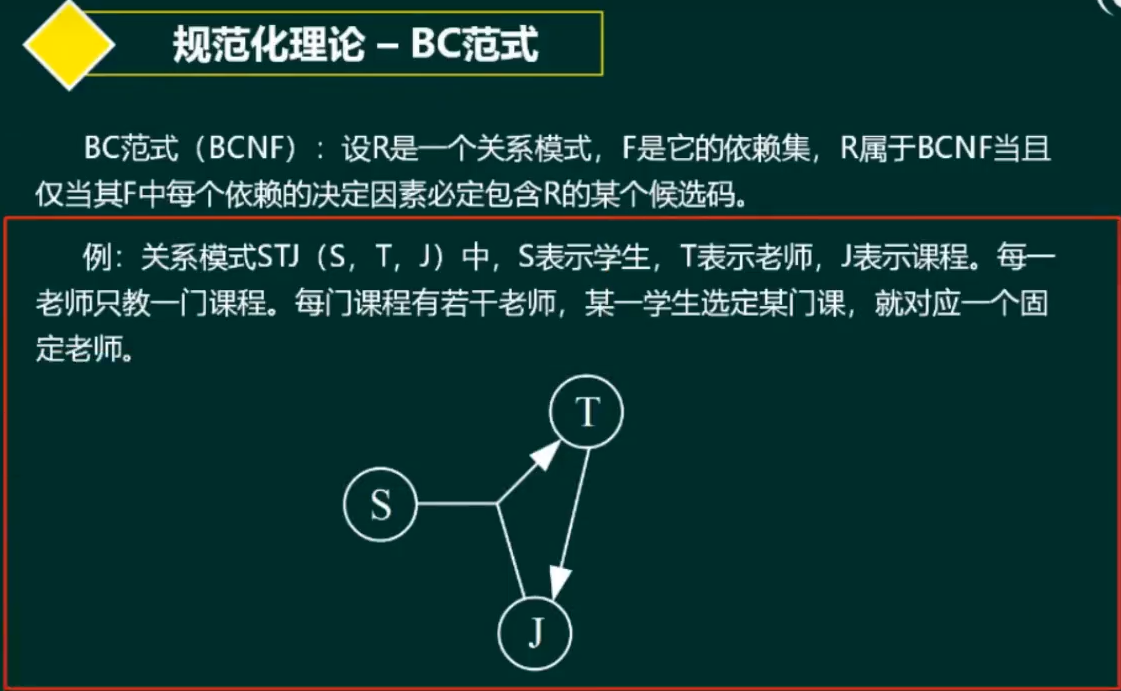 规范化理论 – BC范式
BC范式（BCNF）：设R是一个关系模式，F是它的依赖集，R属于BCNF当且
仅当其F中每个依赖的决定因素必定包含R的某个候选码。
例：关系模式STJ（S，T，J）中，S表示学生，T表示老师，J表示课程。每一
老师只教一门课程。每门课程有若干老师，某一学生选定某门课，就对应一个固
定老师。
T
S
J